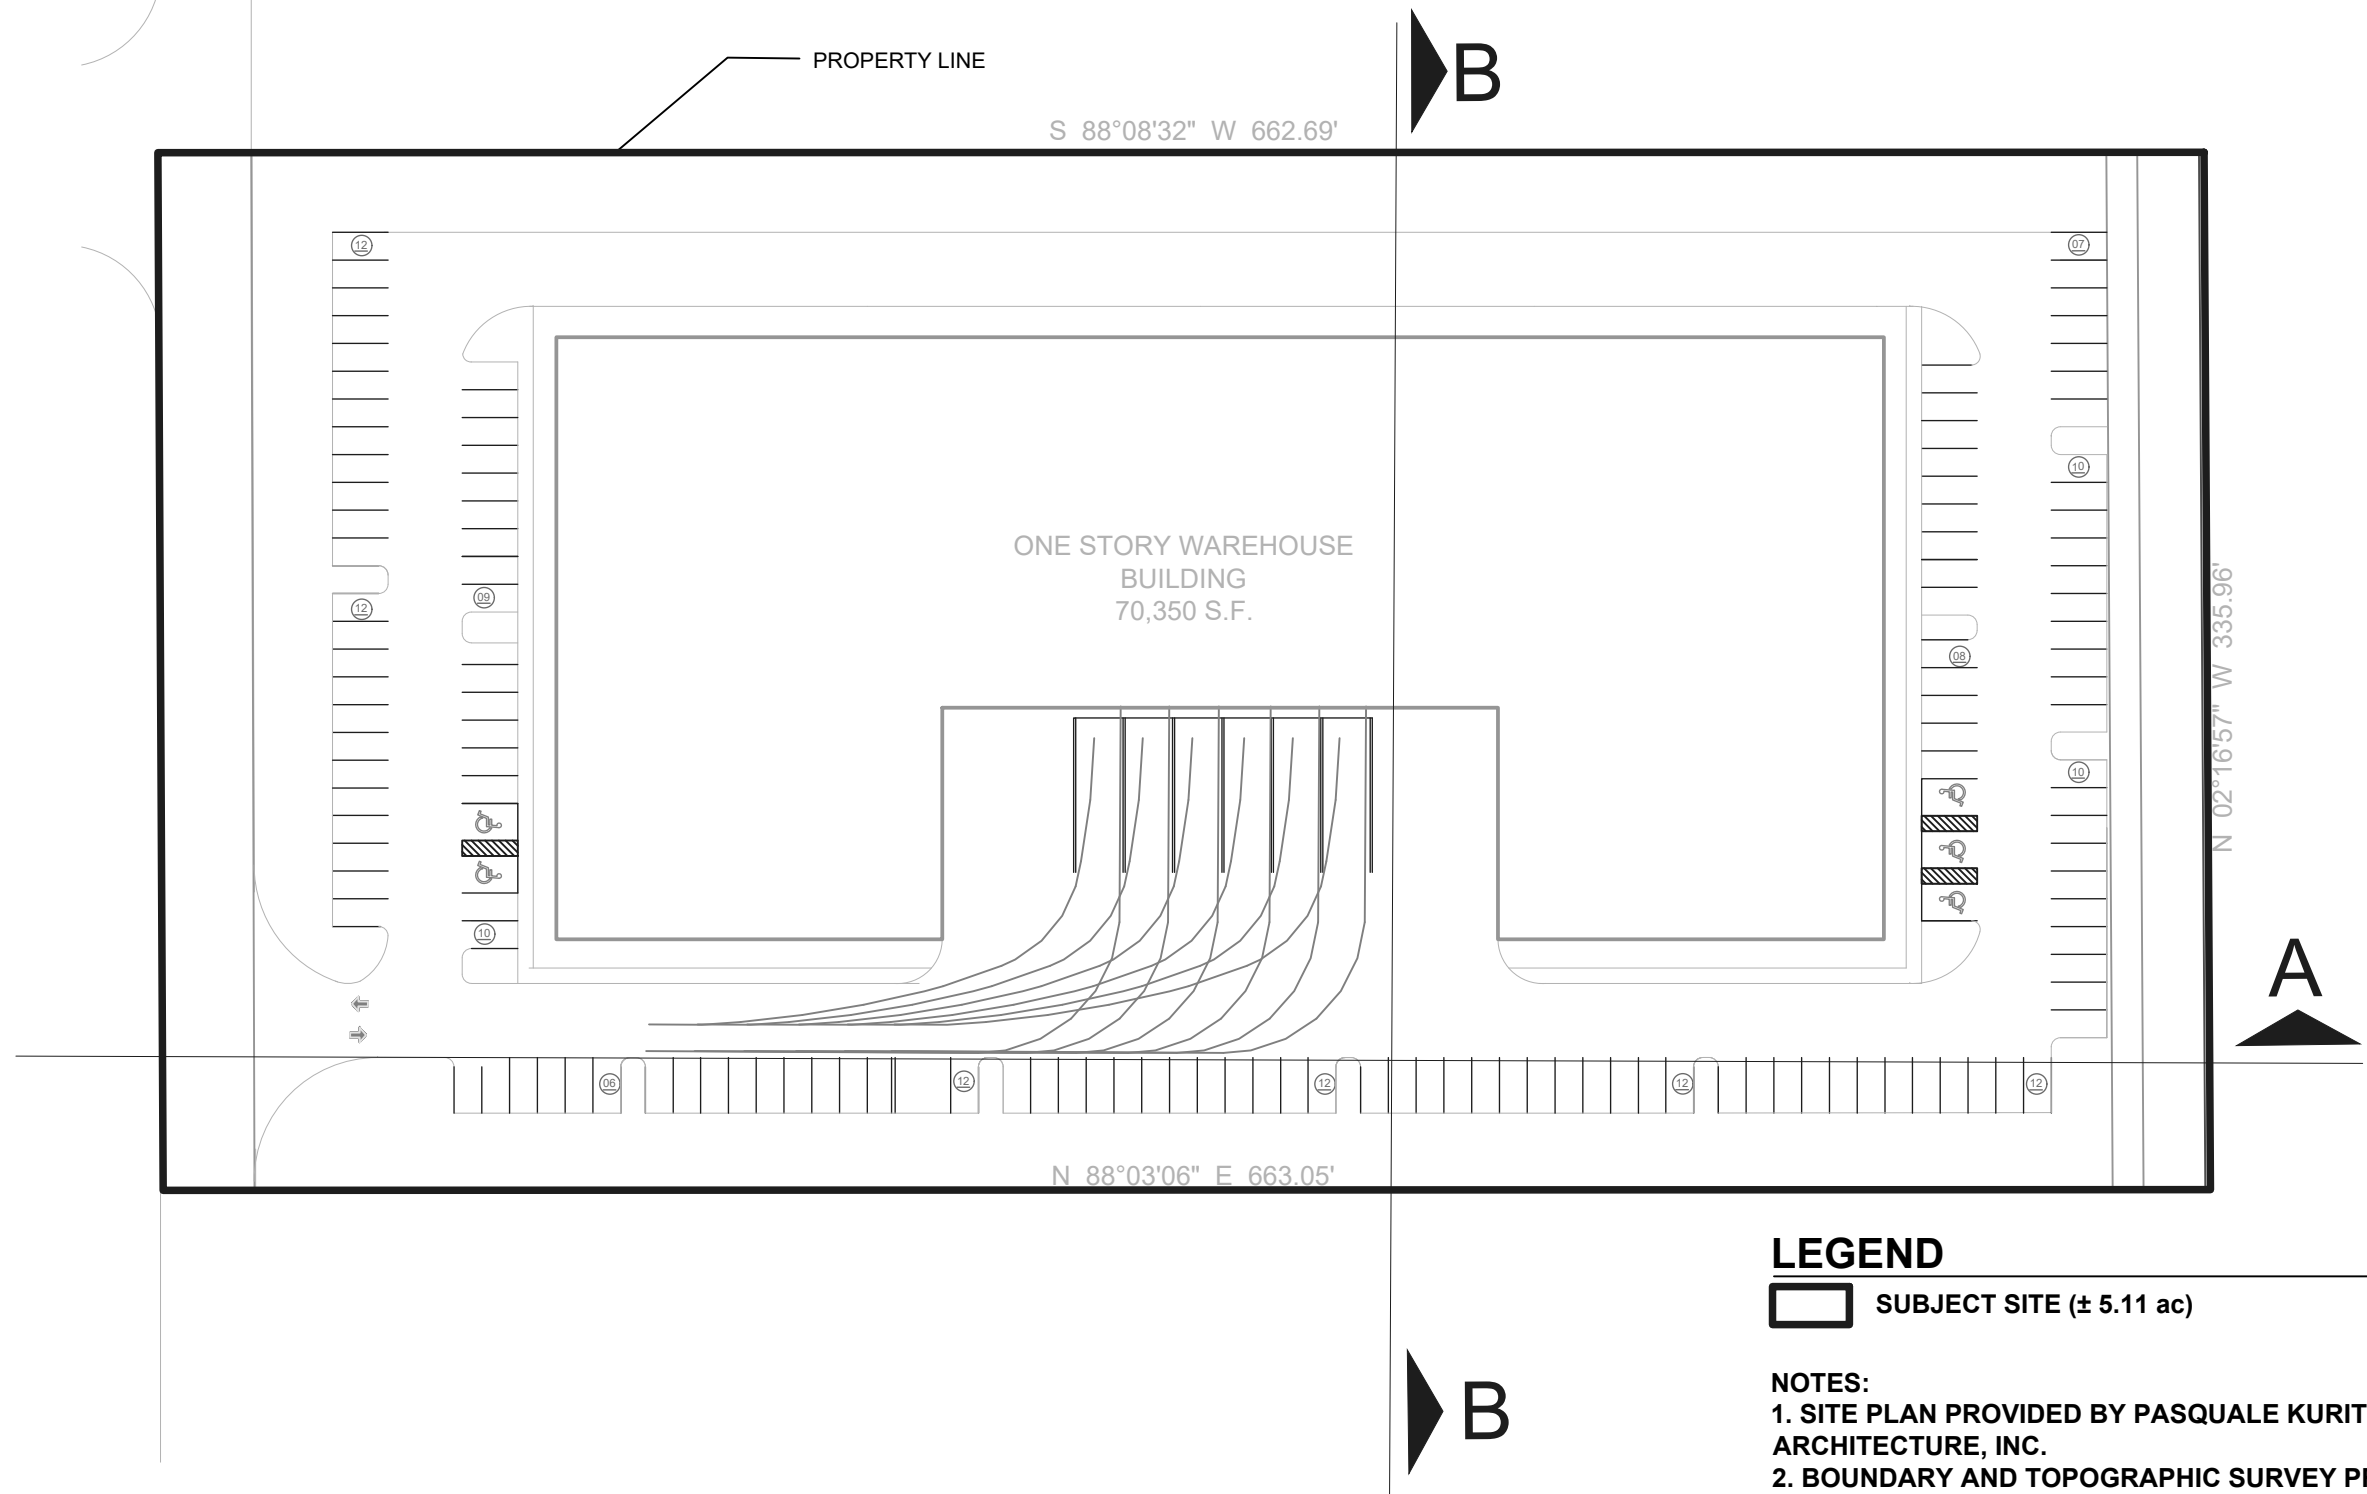 B
PROPERTY LINE
S 88°08'32" W 662.69'
12
07
10
ONE STORY WAREHOUSE
BUILDING
70,350 S.F.
09
12
N 02°16'57" W 335.96'
08
10
10
A
06
12
12
12
12
N 88°03'06" E 663.05'
LEGEND
SUBJECT SITE (± 5.11 ac)
B
NOTES:
1. SITE PLAN PROVIDED BY PASQUALE KURIT
ARCHITECTURE, INC.
2. BOUNDARY AND TOPOGRAPHIC SURVEY